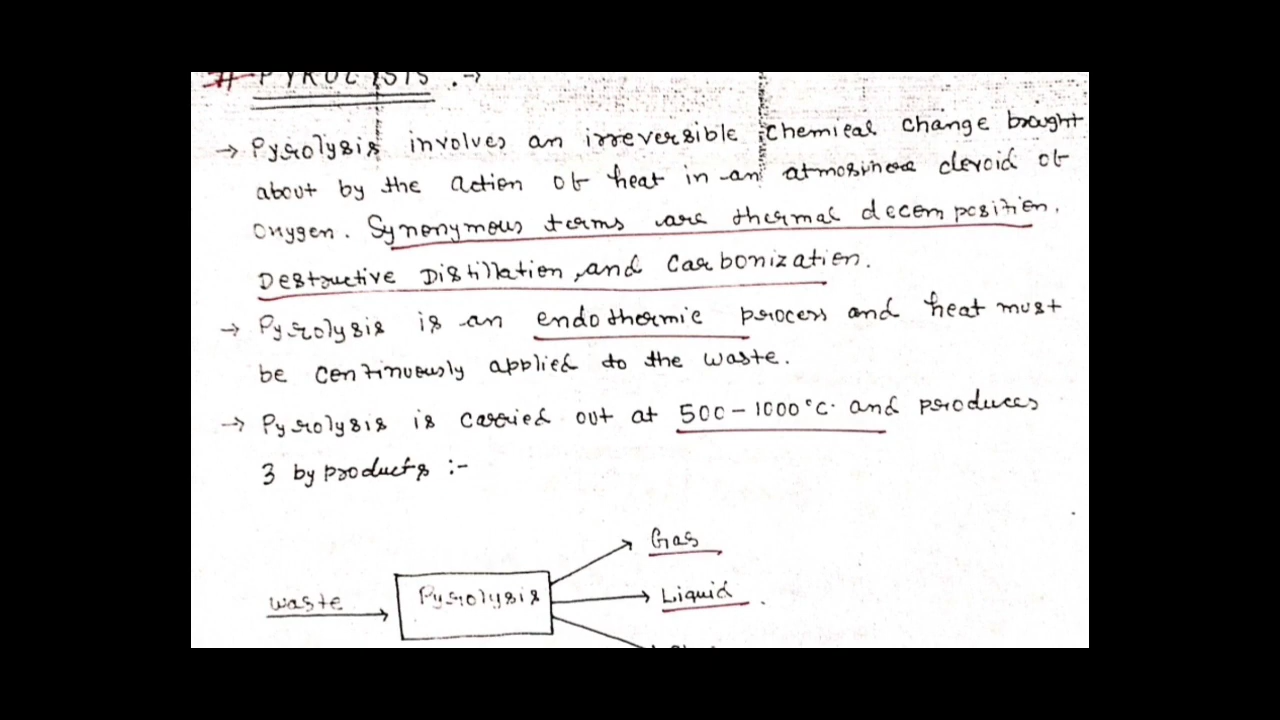 # PYROLYSIS :→
→ Pyrolysis involves an irreversible chemical change brought
about by the action of heat in an atmosphere devoid of
oxygen. Synonymous terms are thermal decomposition,
Destructive Distillation, and Carbonization.
→ Pyrolysis is an endothermic process and heat must
be continuously applied to the waste.
→ Pyrolysis is carried out at 500-1000°C. and produces
3 by products :-
Gas
waste
Pyrolysis
Liquid.